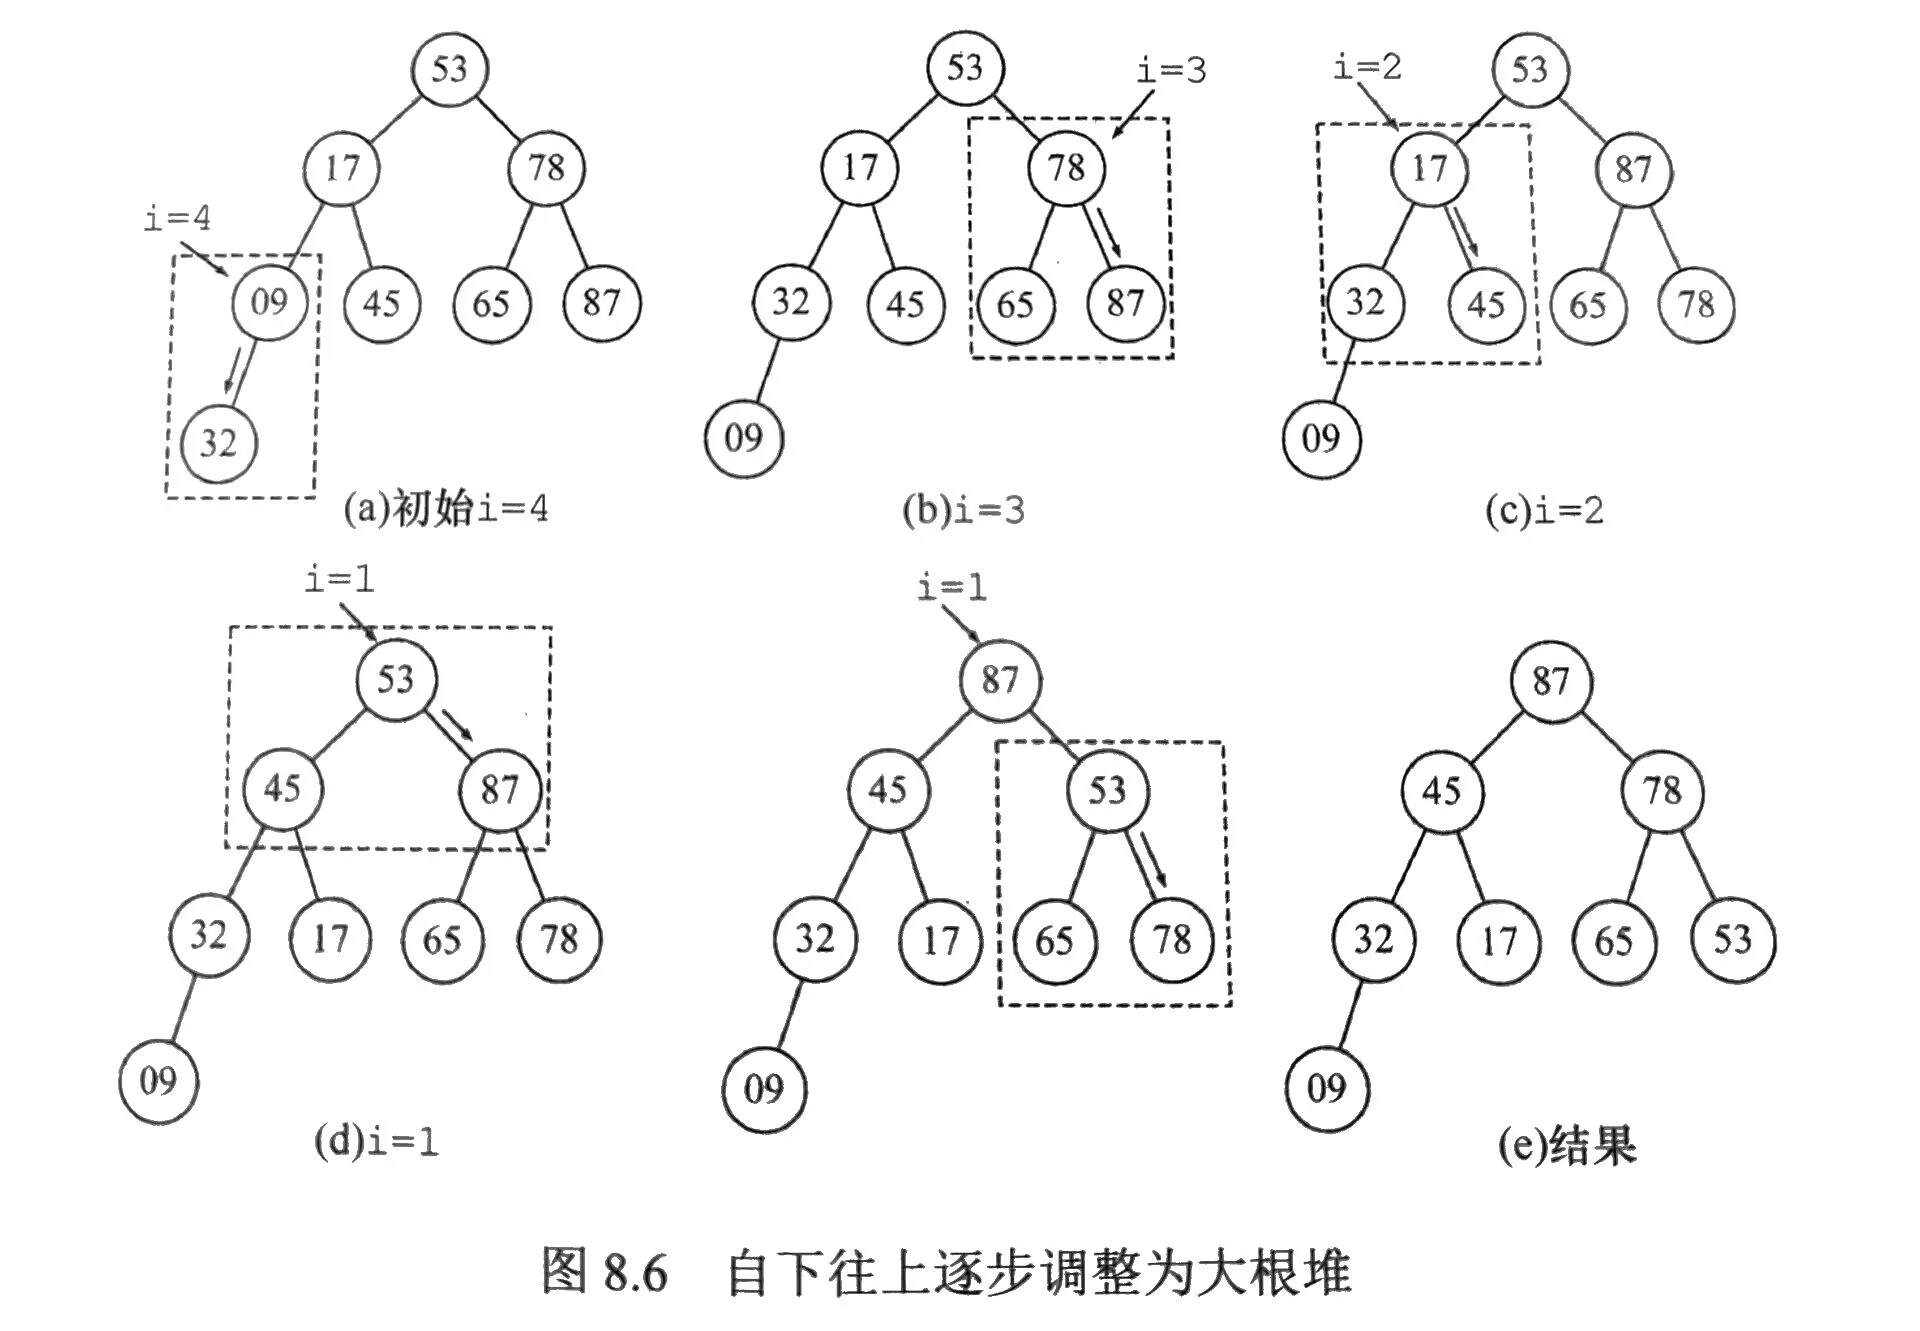 53 53 i=3 i=2 53
17 78 17 78 17 87
i=4
09 45 65 87 32 45 65 87 32 45 65 78
32 09 09
(a)初始i=4 (b)i=3 (c)i=2
i=1 i=1
53 87 87
45 87 45 53 45 78
32 17 65 78 32 17 65 78 32 17 65 53
09 09 09
(d)i=1 (e)结果
图 8.6 自下往上逐步调整为大根堆